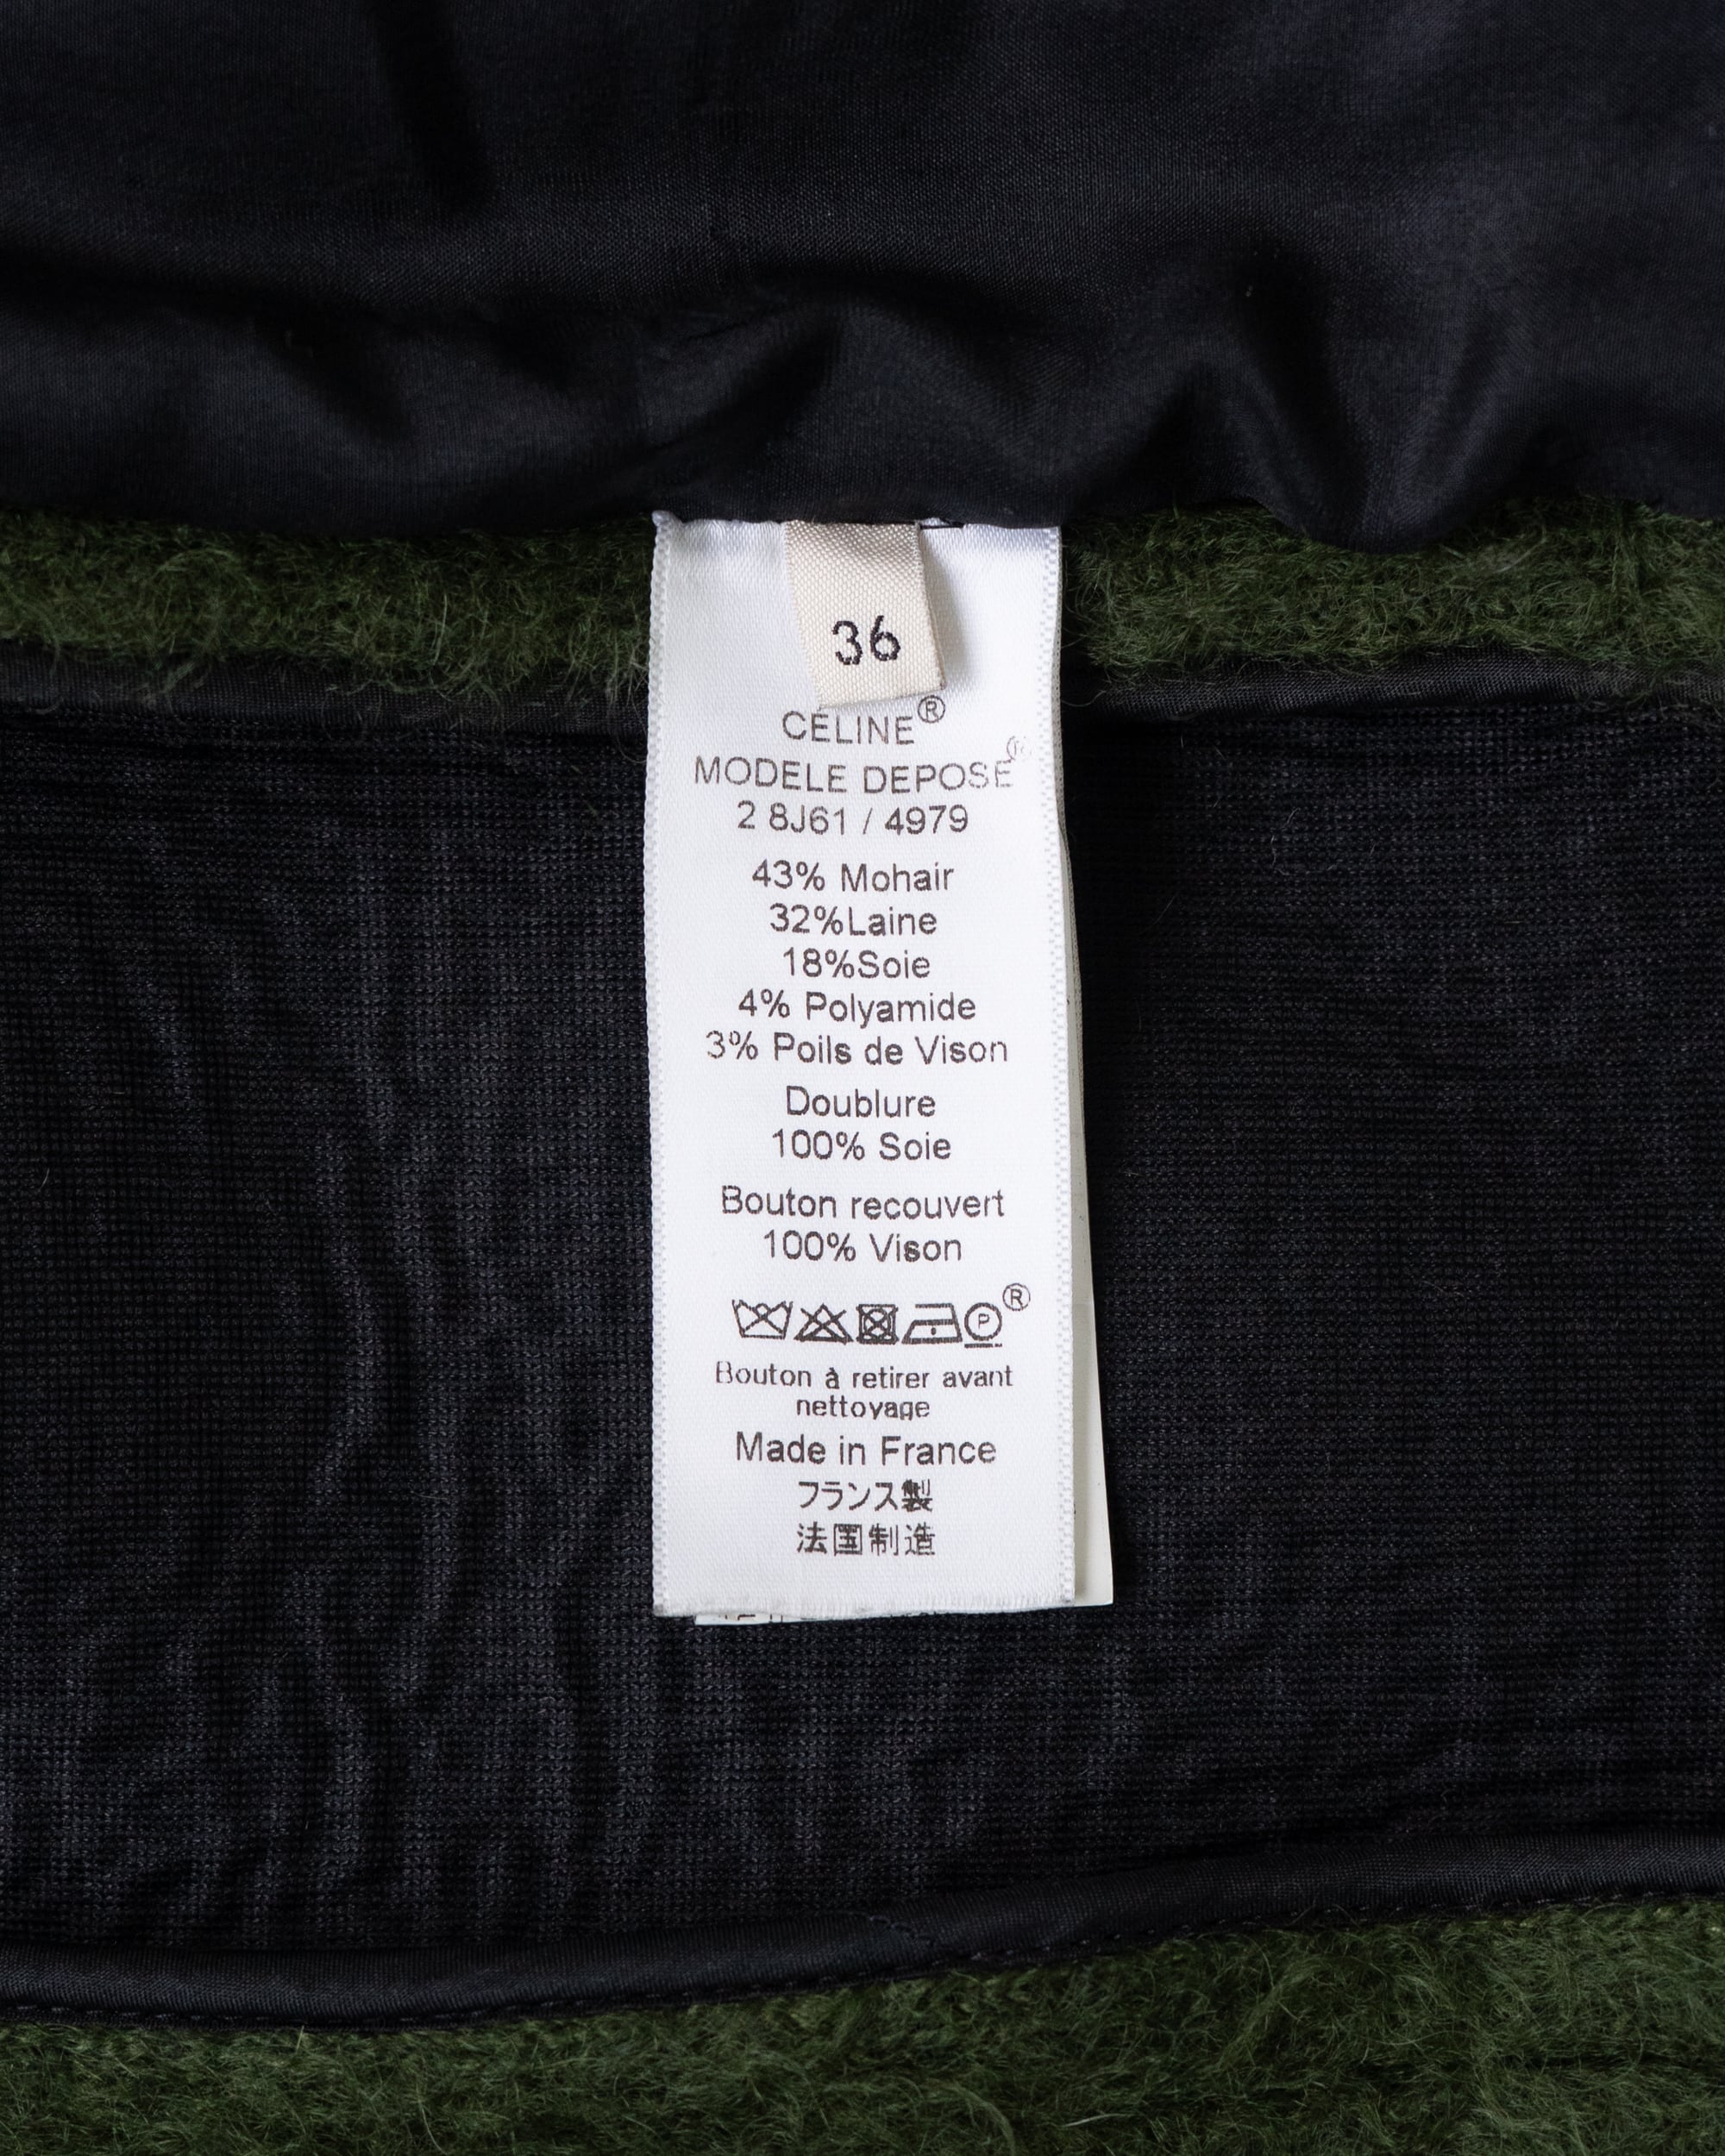 36
CÉLINE®
MODELE DEPOSE®
2 8J61 / 4979
43% Mohair
32%Laine
18%Soie
4% Polyamide
3% Poils de Vison
Doublure
100% Soie
Bouton recouvert
100% Vison
P ®
Bouton à retirer avant
nettoyage
Made in France
フランス製
法国制造